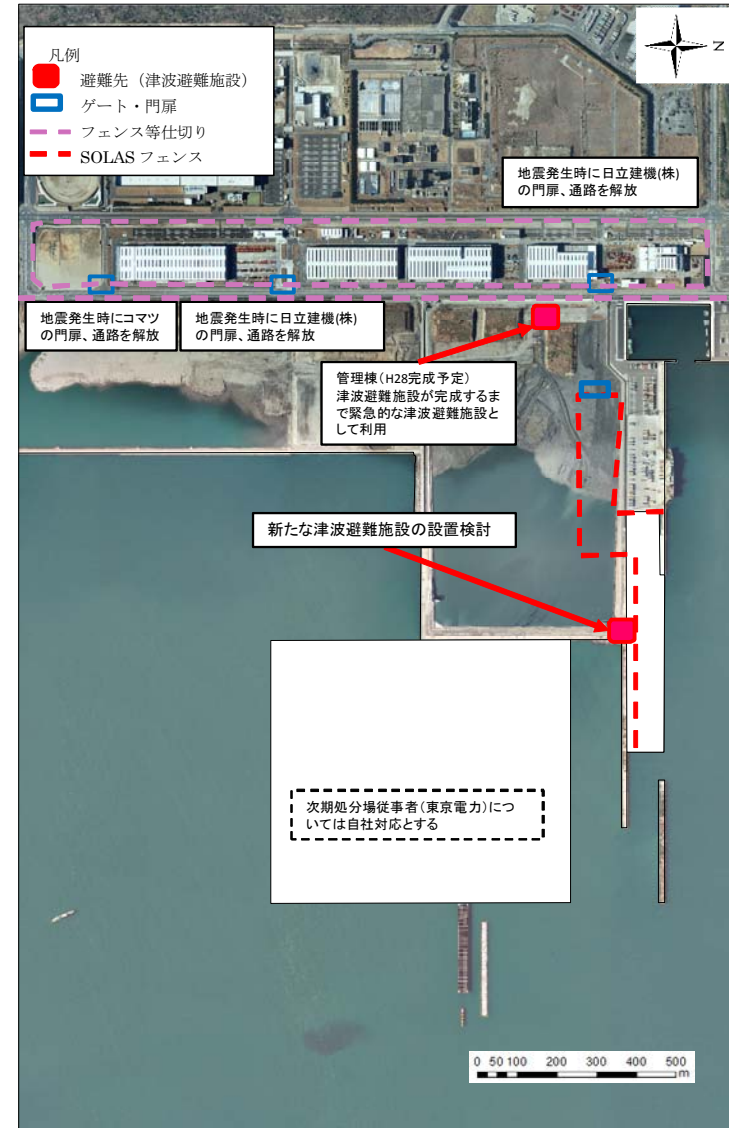 凡例
避難先（津波避難施設）
ゲート・門扉
フェンス等仕切り
SOLAS フェンス
N
地震発生時に日立建機(株)
の門扉、通路を解放
地震発生時にコマツ
の門扉、通路を解放
地震発生時に日立建機(株)
の門扉、通路を解放
管理棟（H28完成予定）
津波避難施設が完成するま
で緊急的な津波避難施設と
して利用
新たな津波避難施設の設置検討
次期処分場従事者（東京電力）につ
いては自社対応とする
0 50 100 200 300 400 500
m